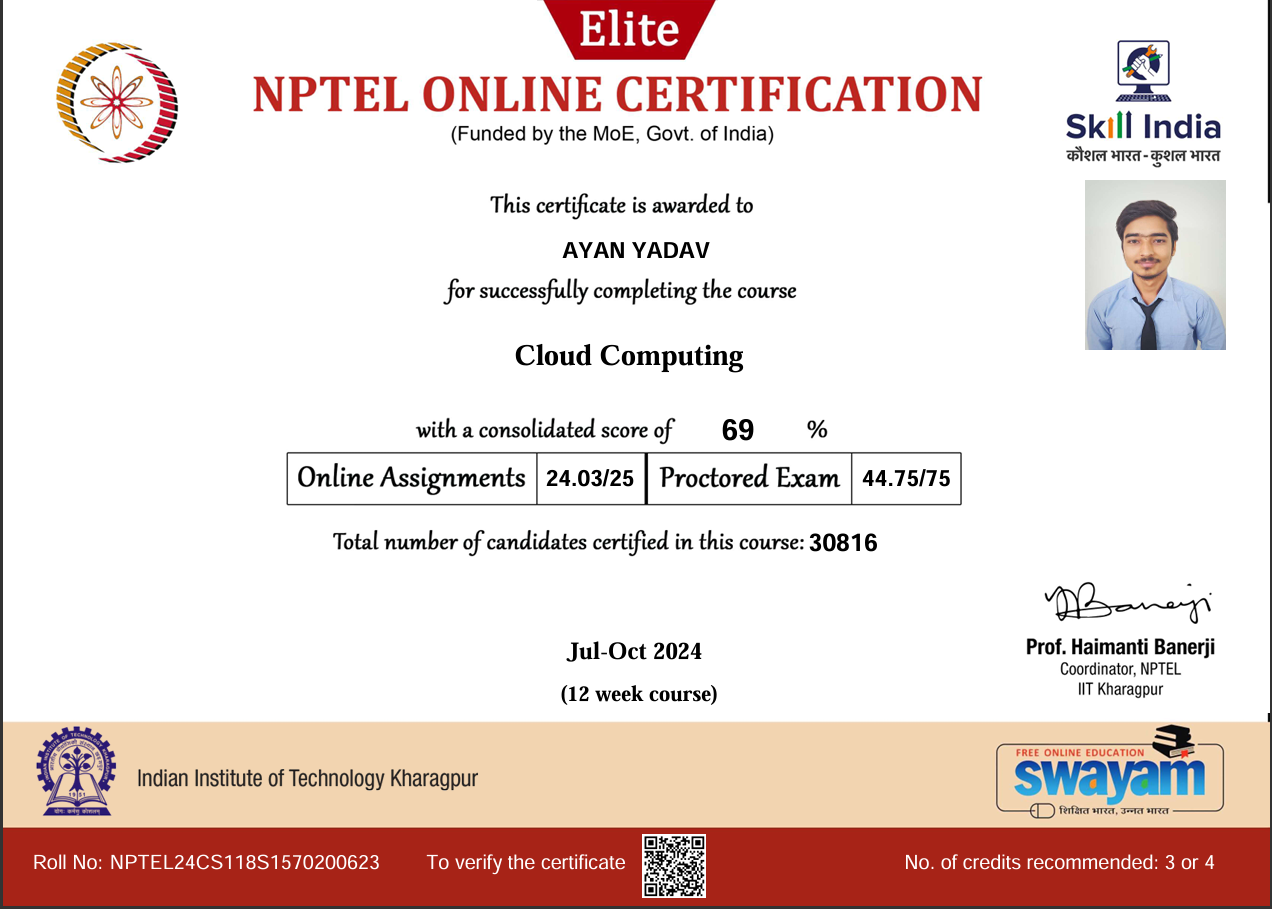 Elite
NPTEL ONLINE CERTIFICATION
(Funded by the MoE, Govt. of India)
Skill India
कौशल भारत - कुशल भारत
This certificate is awarded to
AYAN YADAV
for successfully completing the course
Cloud Computing
with a consolidated score of 69 %
Online Assignments 24.03/25 Proctored Exam 44.75/75
Total number of candidates certified in this course: 30816
Jul-Oct 2024
(12 week course)
Prof. Haimanti Banerji
Coordinator, NPTEL
IIT Kharagpur
Indian Institute of Technology Kharagpur
FREE ONLINE EDUCATION
swayam
शिक्षित भारत, उन्नत भारत
Roll No: NPTEL24CS118S1570200623 To verify the certificate No. of credits recommended: 3 or 4